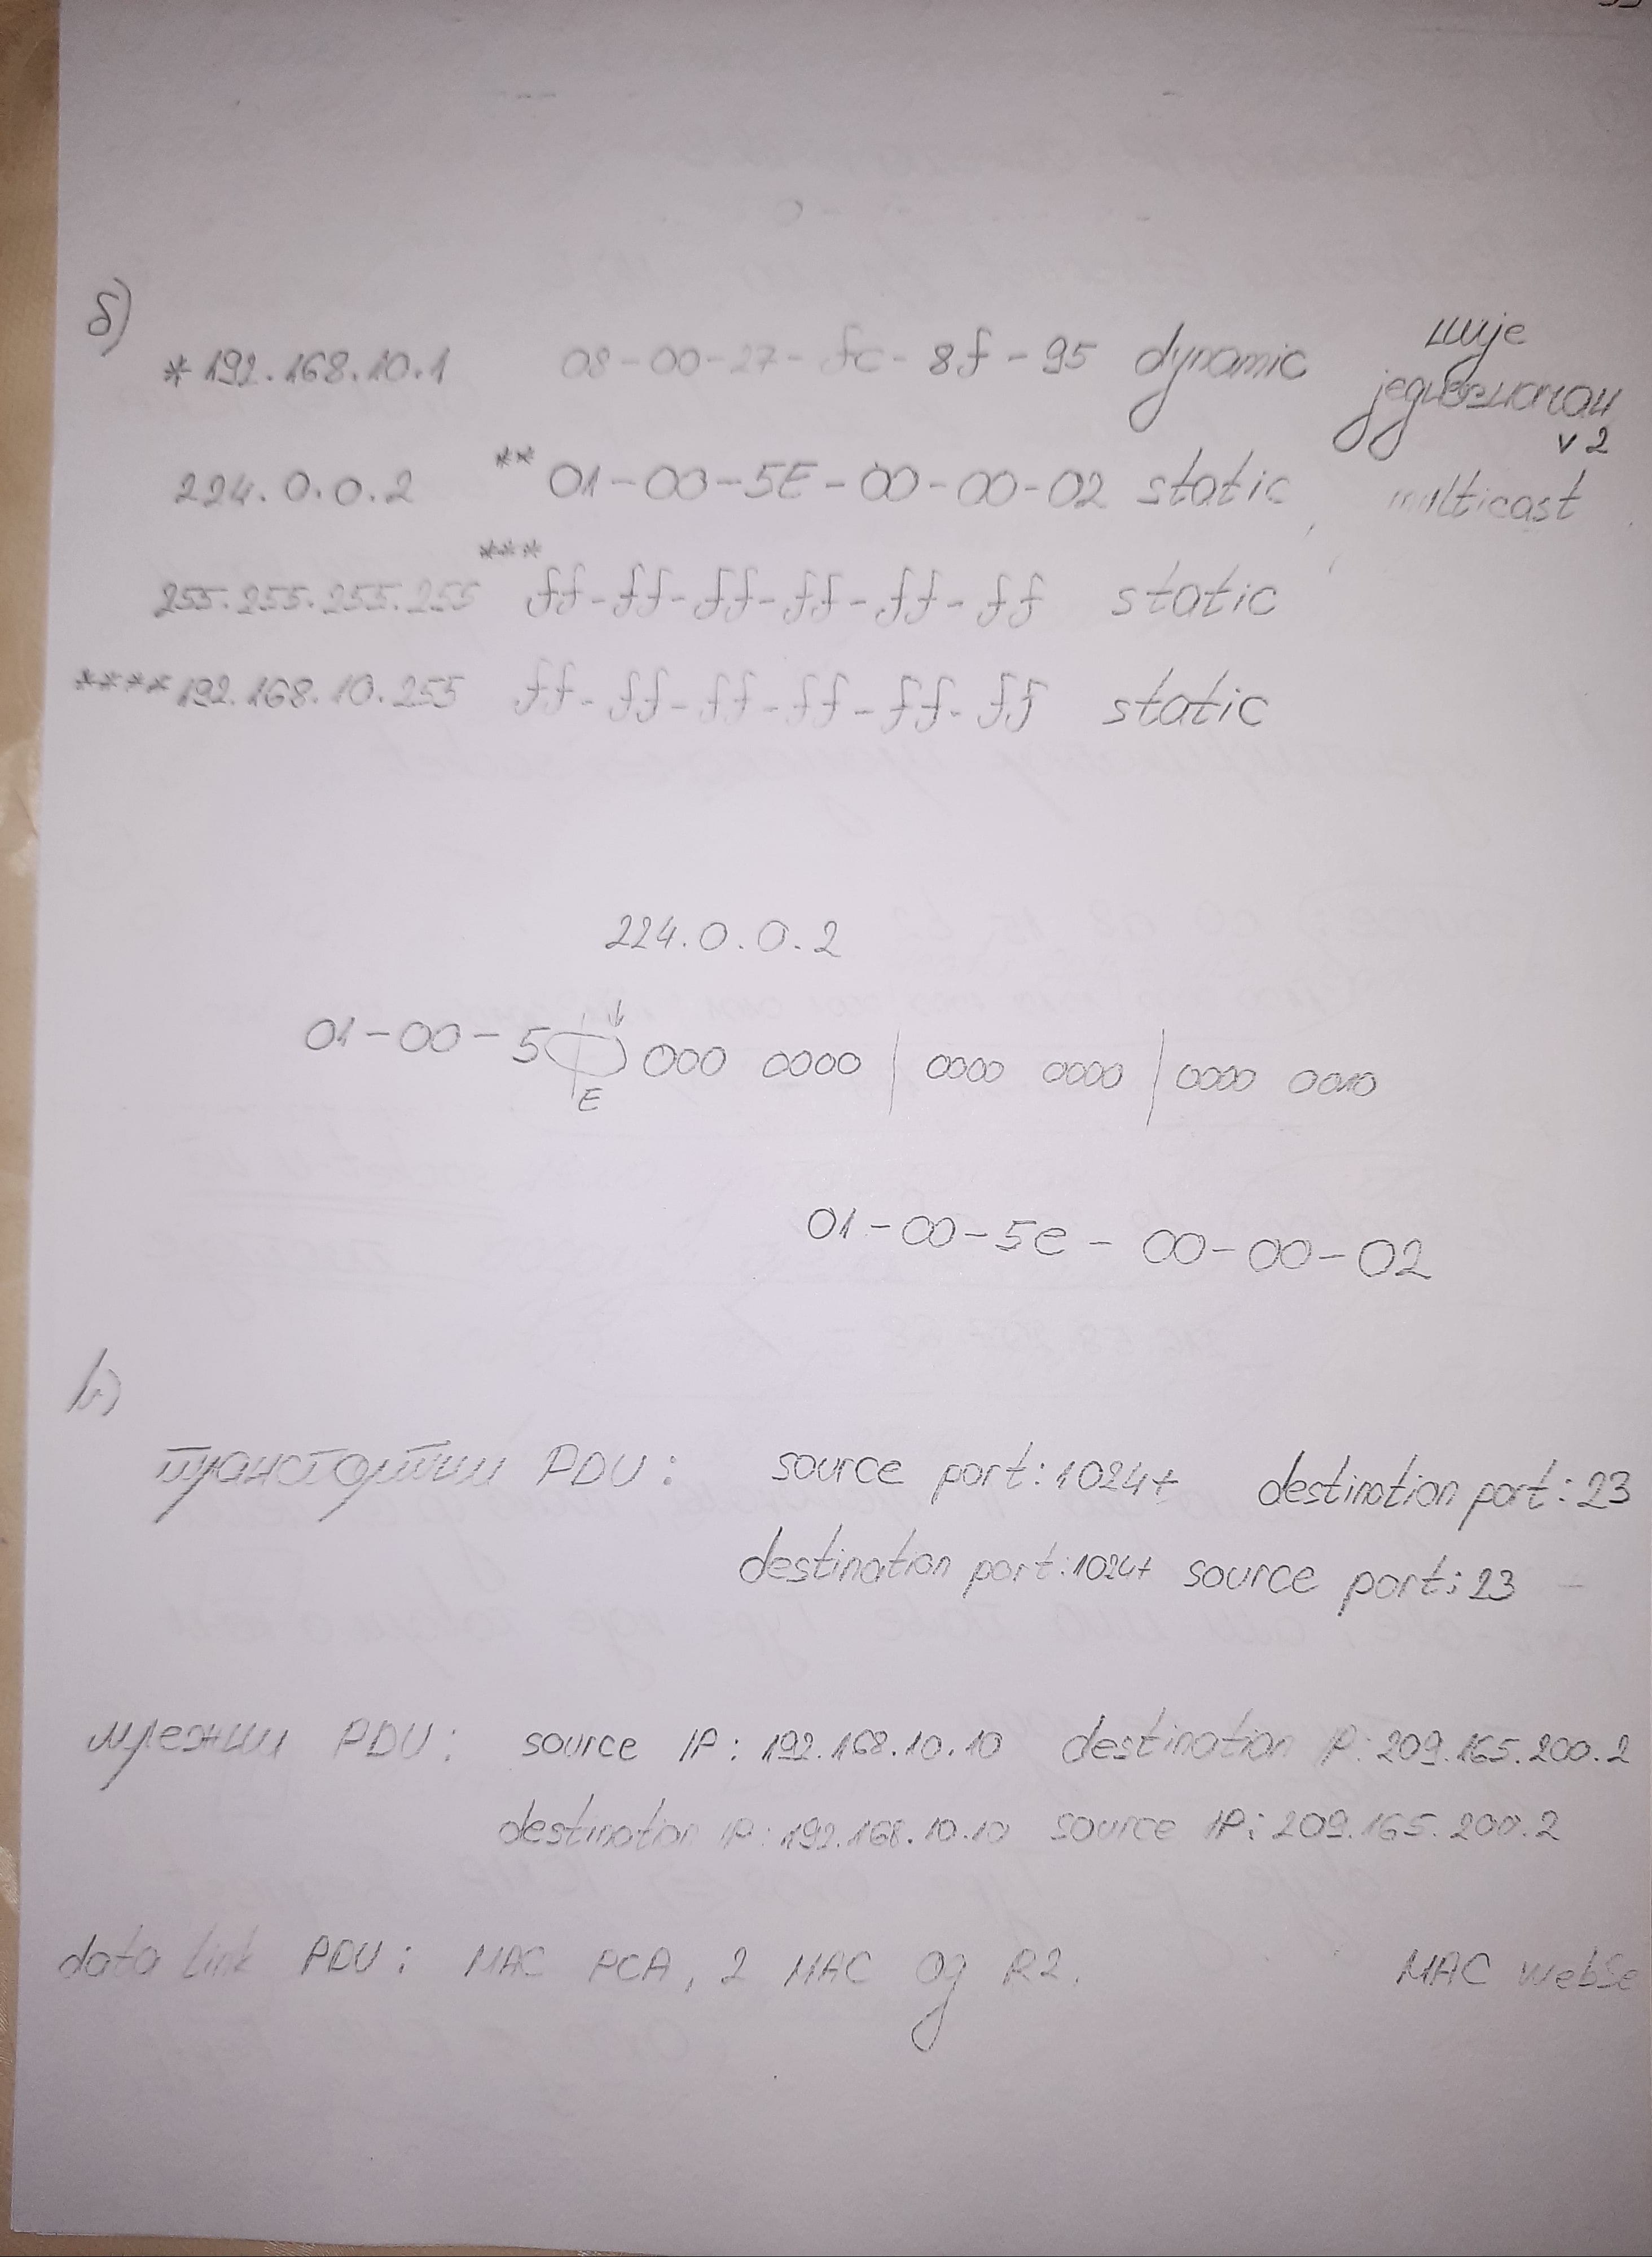 б)
није
* 192.168.10.1 08-00-27-fc-8f-95 dynamic једнозначан
v2
224.0.0.2 ** 01-00-5E-00-00-02 static multicast
***
255.255.255.255 ff-ff-ff-ff-ff-ff static
**** 192.168.10.255 ff-ff-ff-ff-ff-ff static
224.0.0.2
01-00-5 000 0000 | 0000 0000 | 0000 0010
E
01-00-5e-00-00-02
в)
транспортни PDU: source port: 1024+ destination port: 23
destination port: 1024+ source port: 23
мрежни PDU: source IP: 192.168.10.10 destination IP: 209.165.200.2
destination IP: 192.168.10.10 source IP: 209.165.200.2
data link PDU: MAC PCA, 2 MAC од R2. MAC WebSe